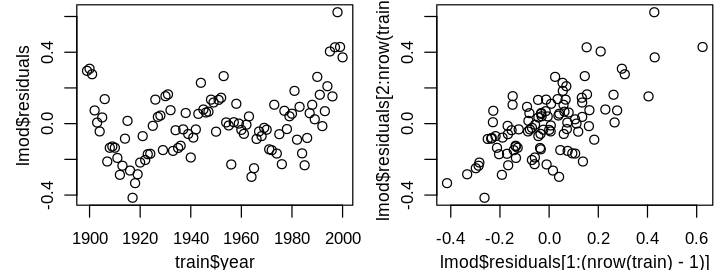 lmod$residuals
-0.4
0.0
0.4
1900 1920 1940 1960 1980 2000
train$year
lmod$residuals[2:nrow(train
-0.4
0.0
0.4
-0.4 -0.2 0.0 0.2 0.4 0.6
lmod$residuals[1:(nrow(train) - 1)]